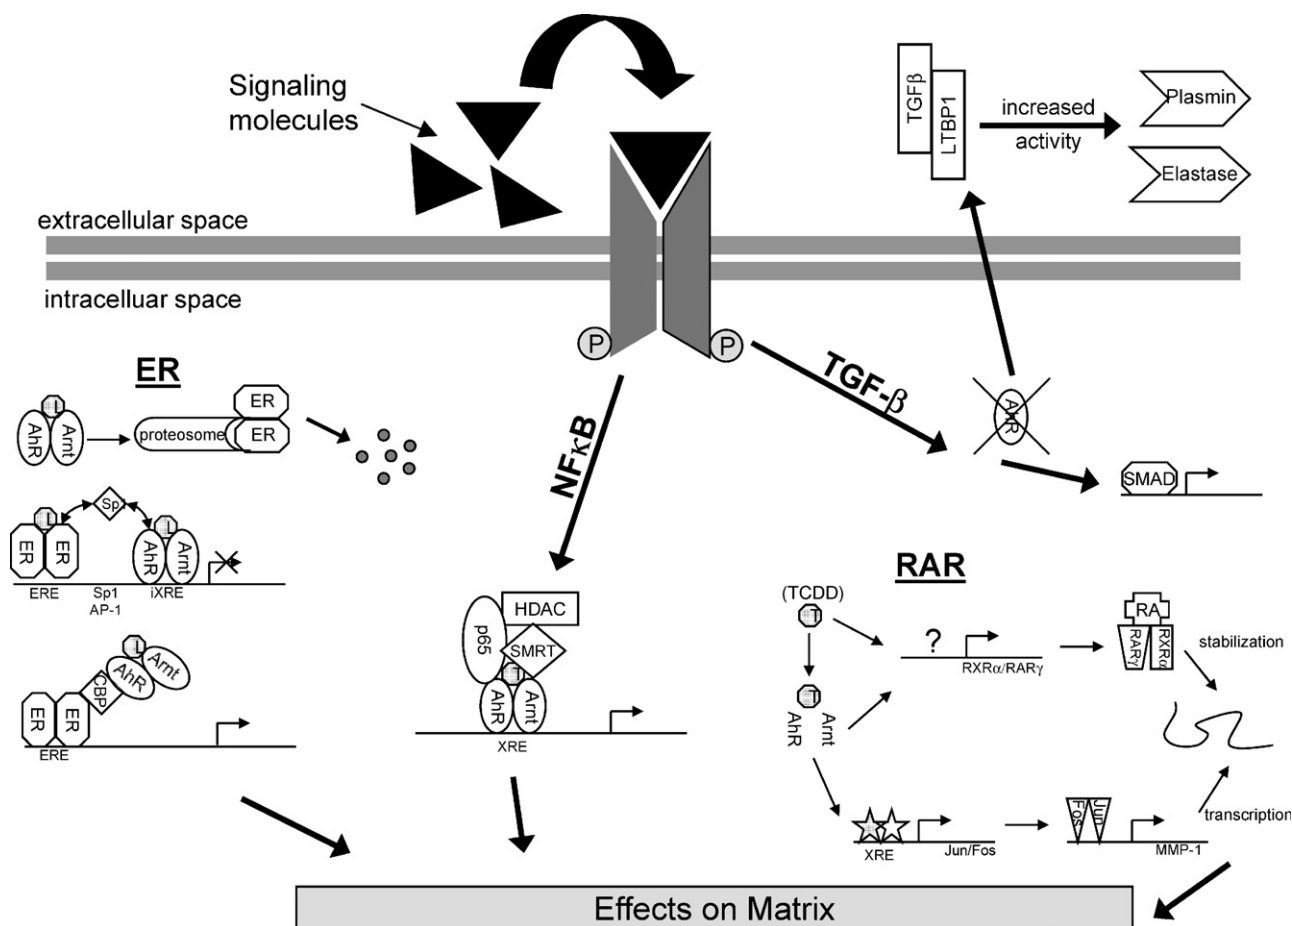 Signaling
molecules
TGFβ
LTBP1
increased
activity
Plasmin
Elastase
extracellular space
intracelluar space
P
P
ER
L
AhR
Arnt
proteosome
ER
ER
NFκB
TGF-β
AhR
SMAD
L
ER
ER
Sp1
L
AhR
Arnt
ERE
Sp1
AP-1
iXRE
L
AhR
Arnt
CBP
ER
ER
ERE
HDAC
p65
SMRT
T
AhR
Arnt
XRE
RAR
(TCDD)
T
?
RXRα/RARγ
RA
RARγ
RXRα
stabilization
T
AhR
Arnt
XRE
Jun/Fos
Fos
Jun
MMP-1
transcription
Effects on Matrix